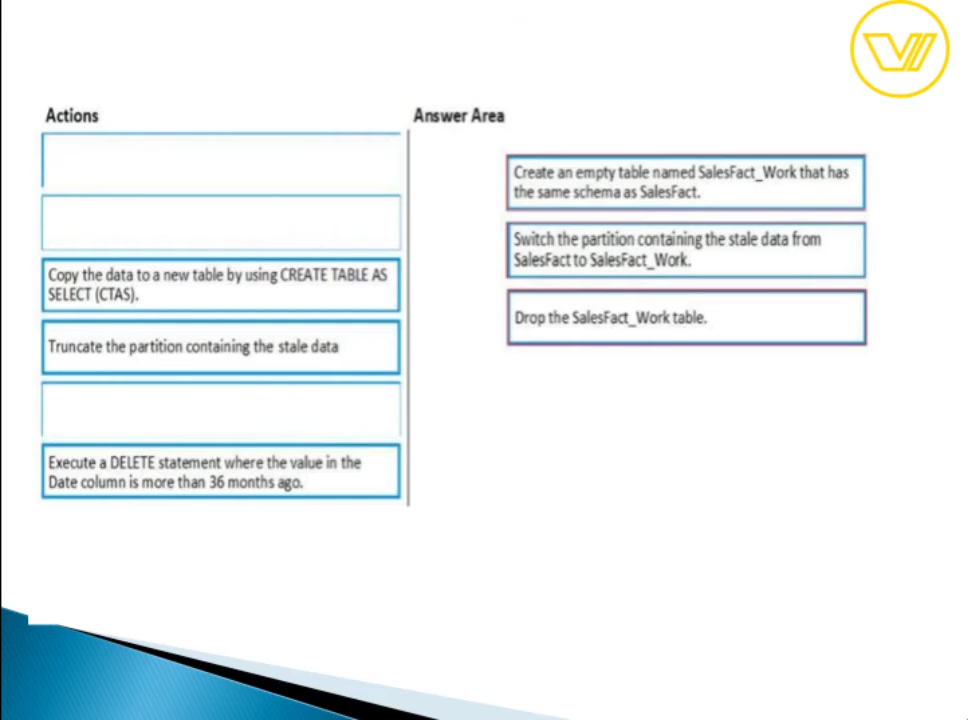 Actions
Answer Area
Copy the data to a new table by using CREATE TABLE AS
SELECT (CTAS).
Truncate the partition containing the stale data
Execute a DELETE statement where the value in the
Date column is more than 36 months ago.
Create an empty table named SalesFact_Work that has
the same schema as SalesFact.
Switch the partition containing the stale data from
SalesFact to SalesFact_Work.
Drop the SalesFact_Work table.